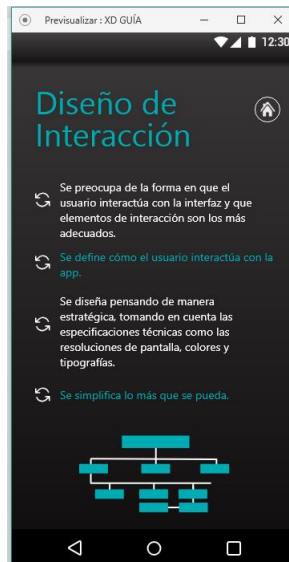 Previsualizar : XD GUÍA
12:30
Diseño de
Interacción
Se preocupa de la forma en que el
usuario interactúa con la interfaz y que
elementos de interacción son los más
adecuados.
Se define cómo el usuario interactúa con la
app.
Se diseña pensando de manera
estratégica, tomando en cuenta las
especificaciones técnicas como las
resoluciones de pantalla, colores y
tipografías.
Se simplifica lo más que se pueda.